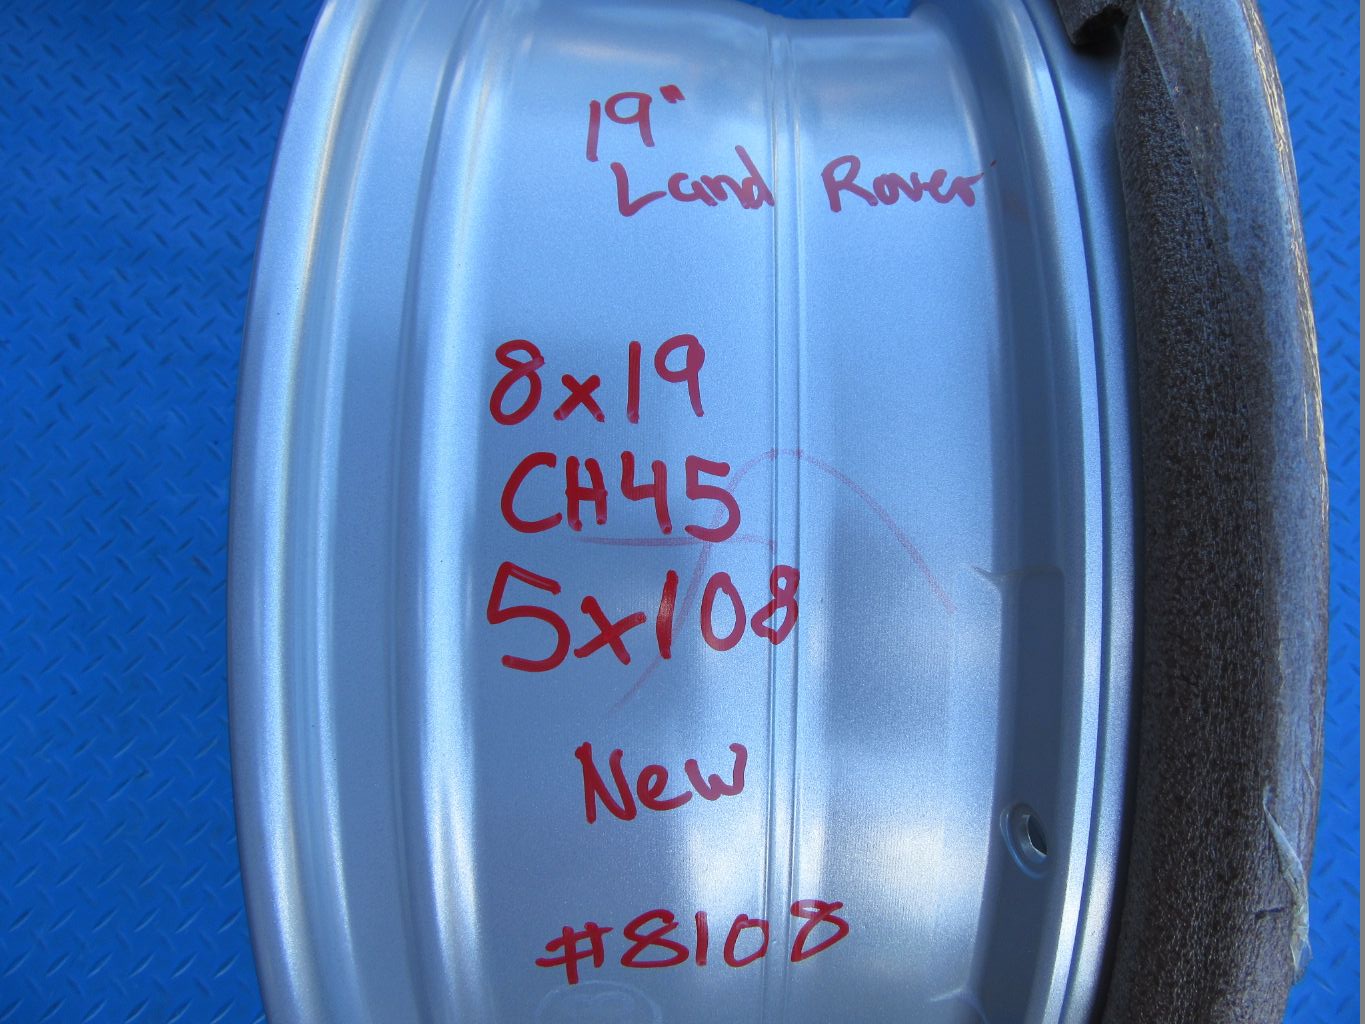 19"
Land Rover
8x19
CH45
5x108
New
#8108